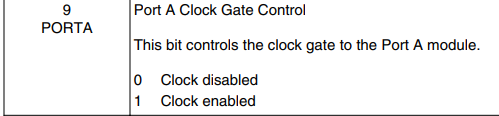 9
PORTA
Port A Clock Gate Control
This bit controls the clock gate to the Port A module.
0 Clock disabled
1 Clock enabled